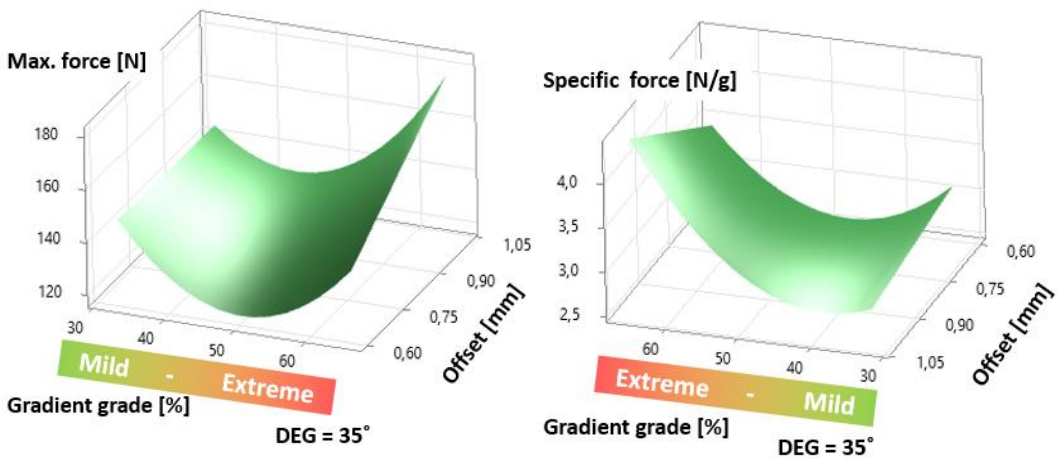 Max. force [N]
180
160
140
120
30
40
50
60
0,60
0,75
0,90
1,05
Offset [mm]
Mild - Extreme
Gradient grade [%]
DEG = 35˚
Specific force [N/g]
4,0
3,5
3,0
2,5
60
50
40
30
1,05
0,90
0,75
0,60
Offset [mm]
Extreme - Mild
Gradient grade [%]
DEG = 35˚